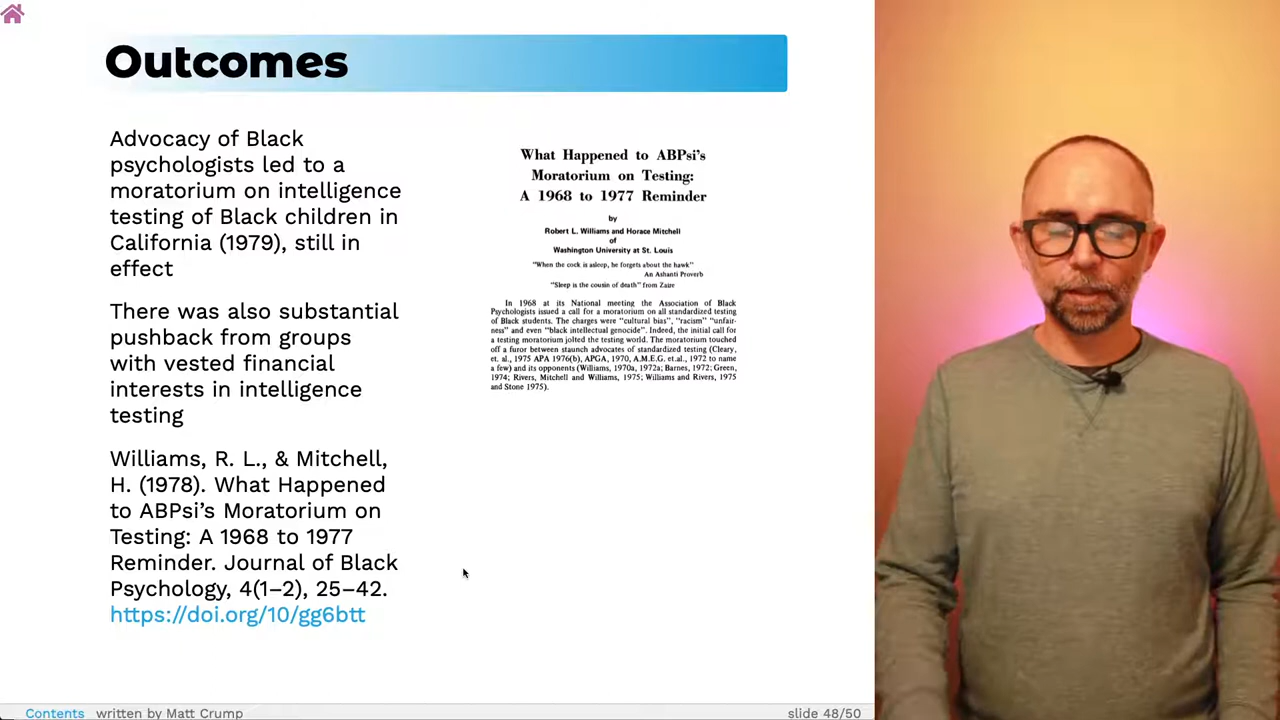 Outcomes
Advocacy of Black
psychologists led to a
moratorium on intelligence
testing of Black children in
California (1979), still in
effect
There was also substantial
pushback from groups
with vested financial
interests in intelligence
testing
Williams, R. L., & Mitchell,
H. (1978). What Happened
to ABPsi’s Moratorium on
Testing: A 1968 to 1977
Reminder. Journal of Black
Psychology, 4(1–2), 25–42.
https://doi.org/10/gg6btt
What Happened to ABPsi's
Moratorium on Testing:
A 1968 to 1977 Reminder
by
Robert L. Williams and Horace Mitchell
of
Washington University at St. Louis
"When the cock is asleep, he forgets about the hawk"
An Ashanti Proverb
"Sleep is the cousin of death" from Zaire
In 1968 at its National meeting the Association of Black
Psychologists issued a call for a moratorium on all standardized testing
of Black students. The charges were "cultural bias", "racism" "unfair-
ness" and even "black intellectual genocide". Indeed, the initial call for
a testing moratorium jolted the testing world. The moratorium touched
off a furor between staunch advocates of standardized testing (Cleary,
et. al., 1975 APA 1976(b), APGA, 1970, A.M.E.G. et.al., 1972 to name
a few) and its opponents (Williams, 1970a, 1972a; Barnes, 1972; Green,
1974; Rivers, Mitchell and Williams, 1975; Williams and Rivers, 1975
and Stone 1975).
Contents written by Matt Crump
slide 48/50